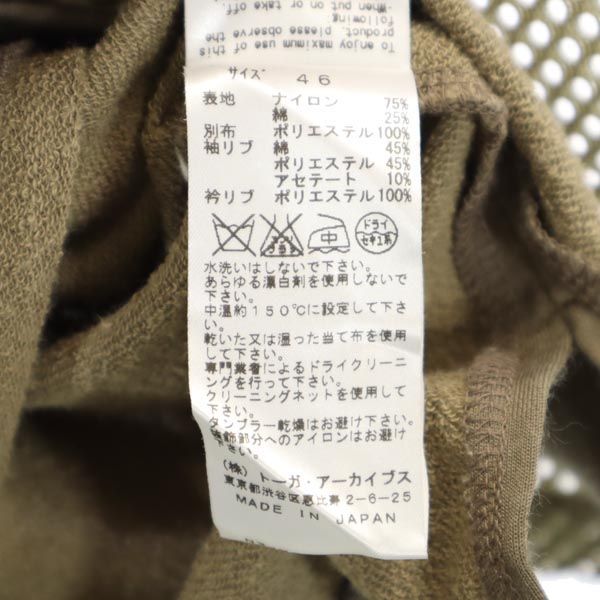 To enjoy maximum use of this
product, please observe the
following
when put on or take off.
サイズ 46
表地 ナイロン 75%
綿 25%
別布 ポリエステル 100%
袖リブ 綿 45%
ポリエステル 45%
アセテート 10%
衿リブ ポリエステル 100%
中 ドライ セキユ系
水洗いはしないで下さい。
あらゆる漂白剤を使用しないで
下さい。
中温約150℃に設定して下さ
い。
乾いた又は湿った当て布を使用
して下さい。
専門業者によるドライクリーニ
ングを行って下さい。
クリーニングネットを使用して
下さい。
タンブラー乾燥はお避け下さい。
装飾部分へのアイロンはお避け
下さい。
(株) トーガ・アーカイブス
東京都渋谷区恵比寿2-6-25
MADE IN JAPAN